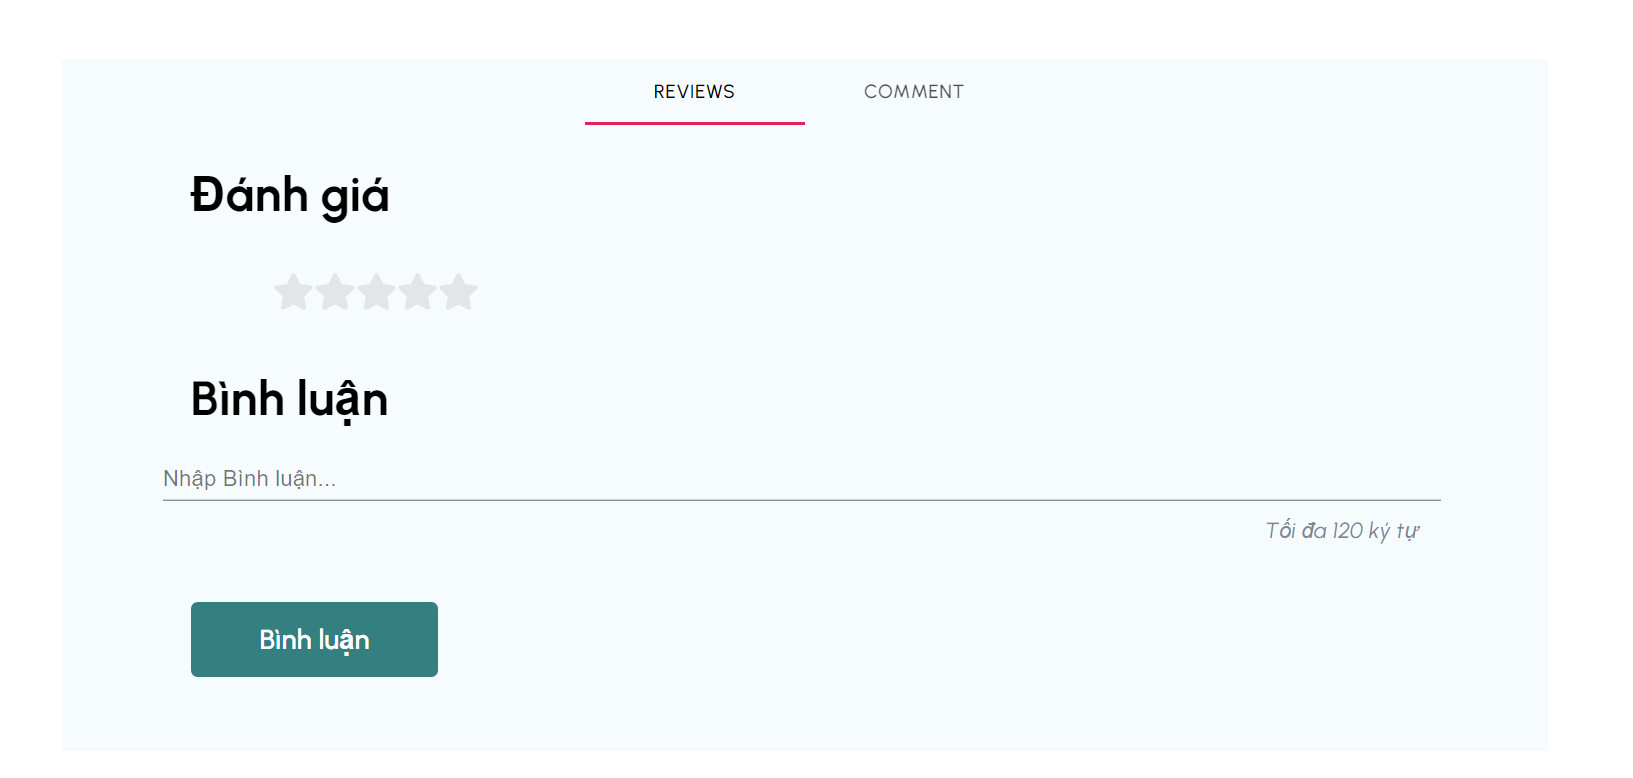 REVIEWS COMMENT
Đánh giá
Bình luận
Nhập Bình luận...
Tối đa 120 ký tự
Bình luận